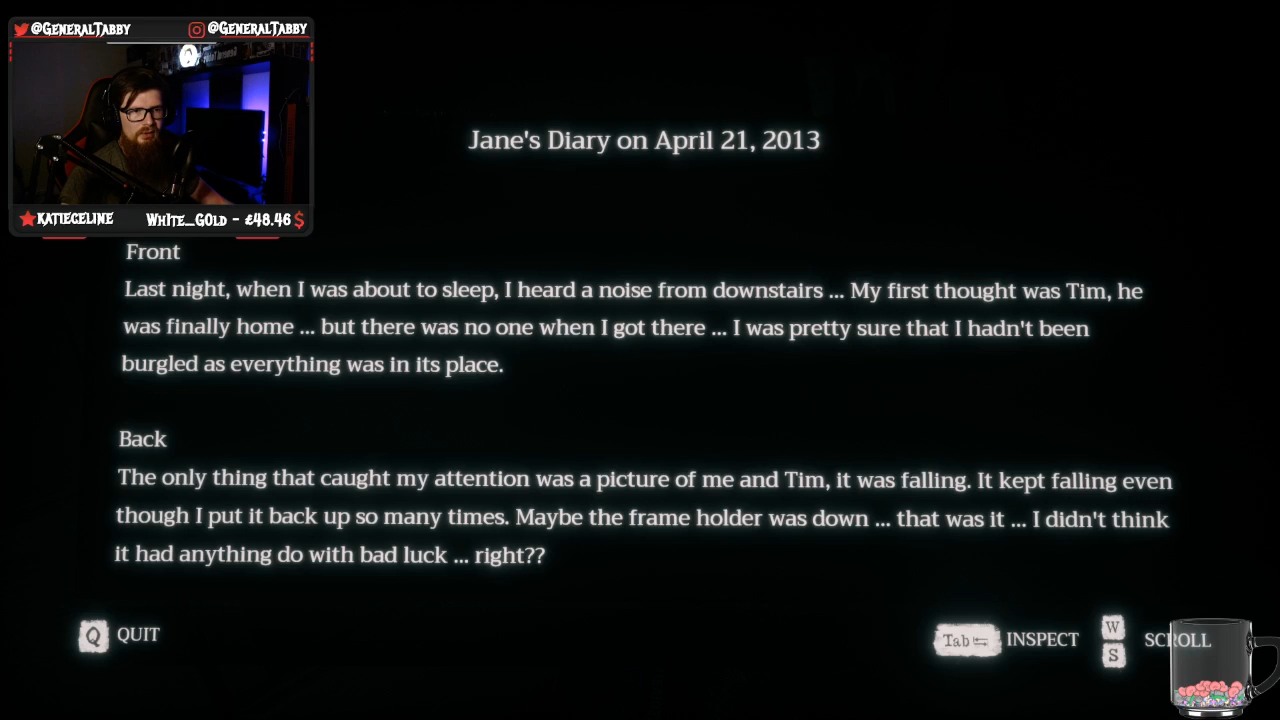 @GeneralTabby @GeneralTabby
KatieCeline White_Gold - £48.46 $
Jane's Diary on April 21, 2013
Front
Last night, when I was about to sleep, I heard a noise from downstairs ... My first thought was Tim, he
was finally home ... but there was no one when I got there ... I was pretty sure that I hadn't been
burgled as everything was in its place.
Back
The only thing that caught my attention was a picture of me and Tim, it was falling. It kept falling even
though I put it back up so many times. Maybe the frame holder was down ... that was it ... I didn't think
it had anything do with bad luck ... right??
Q QUIT
Tab INSPECT W S SCROLL